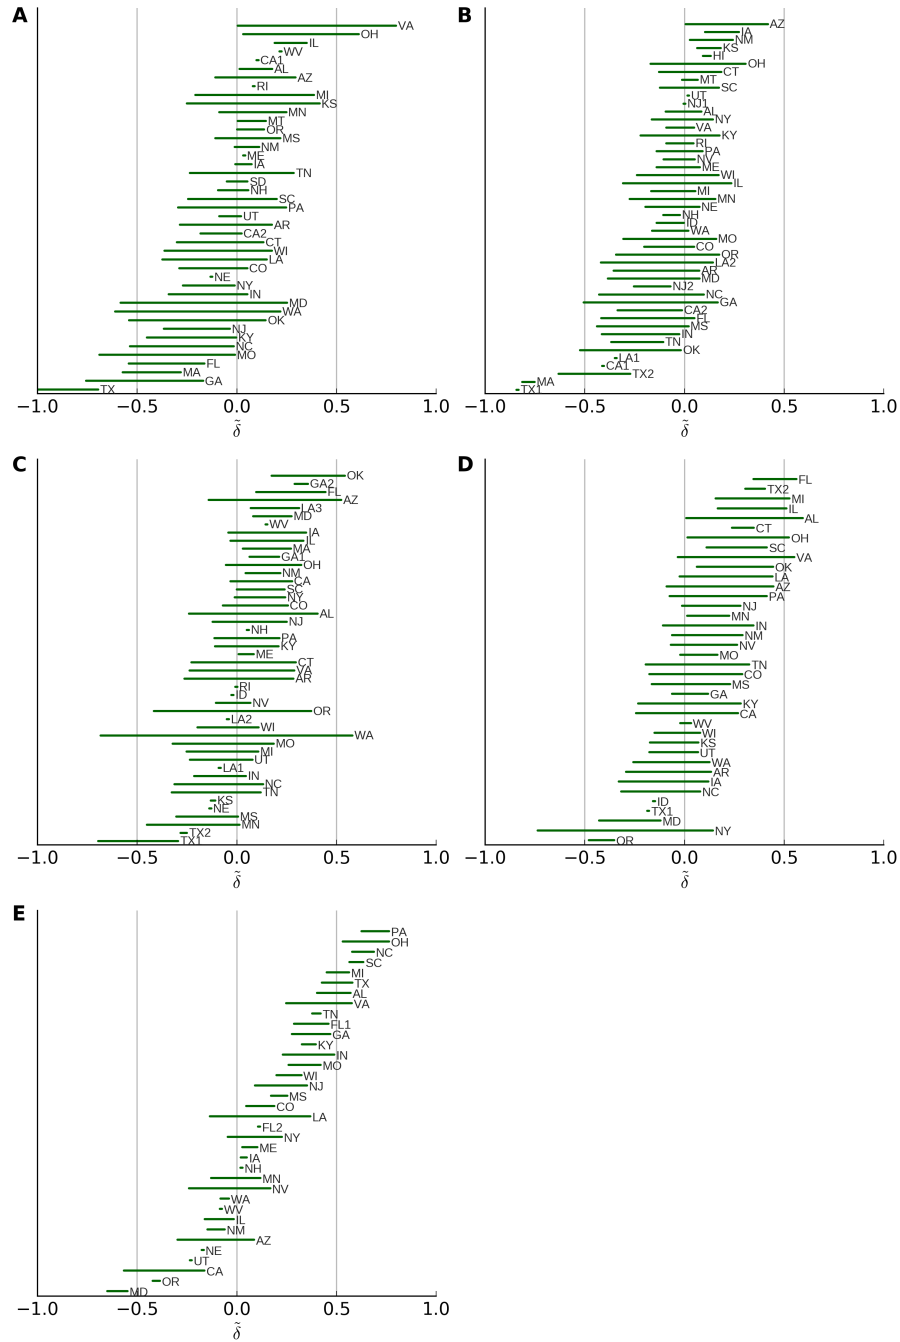 A
VA
OH
IL
WV
CA1
AL
AZ
RI
MI
KS
MN
MT
OR
MS
NM
ME
IA
TN
SD
NH
SC
PA
UT
AR
CA2
CT
WI
LA
CO
NE
NY
IN
MD
WA
OK
NJ
KY
NC
MO
FL
MA
GA
TX
−1.0 −0.5 0.0 0.5 1.0
δ̃
B
AZ
IA
NM
KS
HI
OH
CT
MT
SC
UT
NJ1
AL
NY
VA
KY
RI
PA
NV
ME
WI
IL
MI
MN
NE
NH
ID
WA
MO
CO
OR
LA2
AR
MD
NJ2
NC
GA
CA2
FL
MS
IN
TN
OK
LA1
CA1
TX2
MA
TX1
−1.0 −0.5 0.0 0.5 1.0
δ̃
C
OK
GA2
FL
AZ
LA3
MD
WV
IA
IL
MA
GA1
OH
NM
CA
SC
NY
CO
AL
NJ
NH
PA
KY
ME
CT
VA
AR
RI
ID
NV
OR
LA2
WI
WA
MO
MI
UT
LA1
IN
NC
TN
KS
NE
MS
MN
TX2
TX1
−1.0 −0.5 0.0 0.5 1.0
δ̃
D
FL
TX2
MI
IL
AL
CT
OH
SC
VA
OK
LA
AZ
PA
NJ
MN
IN
NM
NV
MO
TN
CO
MS
GA
KY
CA
WV
WI
KS
UT
WA
AR
IA
NC
ID
TX1
MD
NY
OR
−1.0 −0.5 0.0 0.5 1.0
δ̃
E
PA
OH
NC
SC
MI
TX
AL
VA
TN
FL1
GA
KY
IN
MO
WI
NJ
MS
CO
LA
FL2
NY
ME
IA
NH
MN
NV
WA
WV
IL
NM
AZ
NE
UT
CA
OR
MD
−1.0 −0.5 0.0 0.5 1.0
δ̃